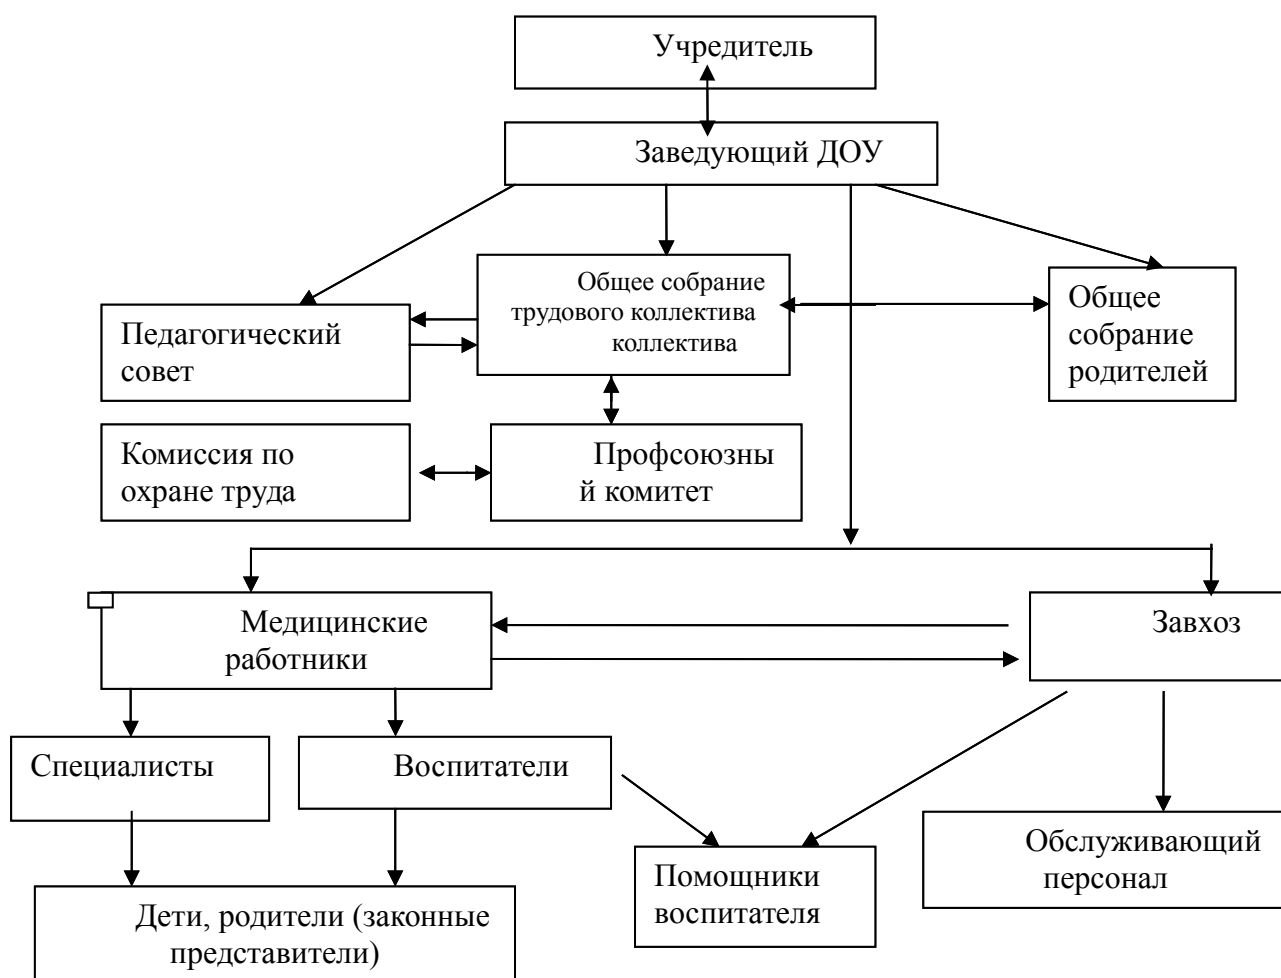 Учредитель
Заведующий ДОУ
Общее собрание
трудового коллектива
коллектива
Общее
собрание
родителей
Педагогический
совет
Комиссия по
охране труда
Профсоюзны
й комитет
Медицинские
работники
Завхоз
Специалисты
Воспитатели
Обслуживающий
персонал
Помощники
воспитателя
Дети, родители (законные
представители)